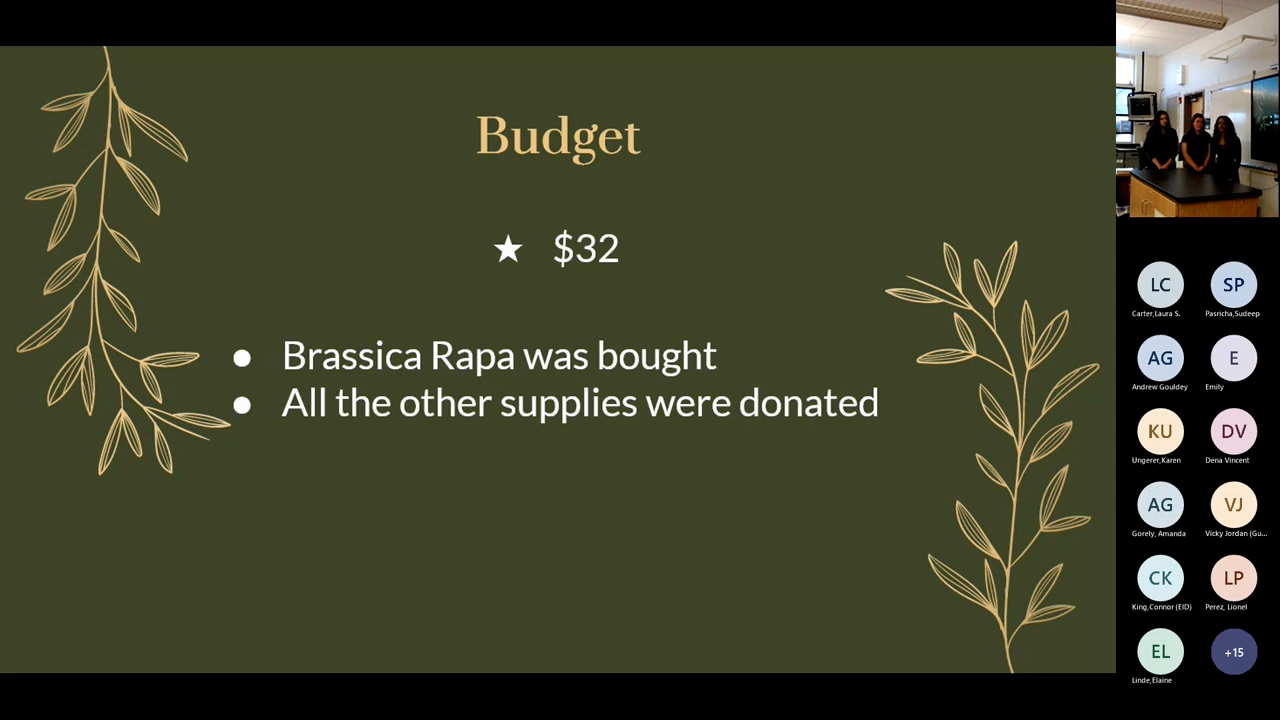 Budget
★ $32
● Brassica Rapa was bought
● All the other supplies were donated
LC
Carter,Laura S.
SP
Pasricha,Sudeep
AG
Andrew Gouldey
E
Emily
KU
Ungerer,Karen
DV
Dena Vincent
AG
Gorely, Amanda
VJ
Vicky Jordan (Gu...
CK
King,Connor (EID)
LP
Perez, Lionel
EL
Linde,Elaine
+15